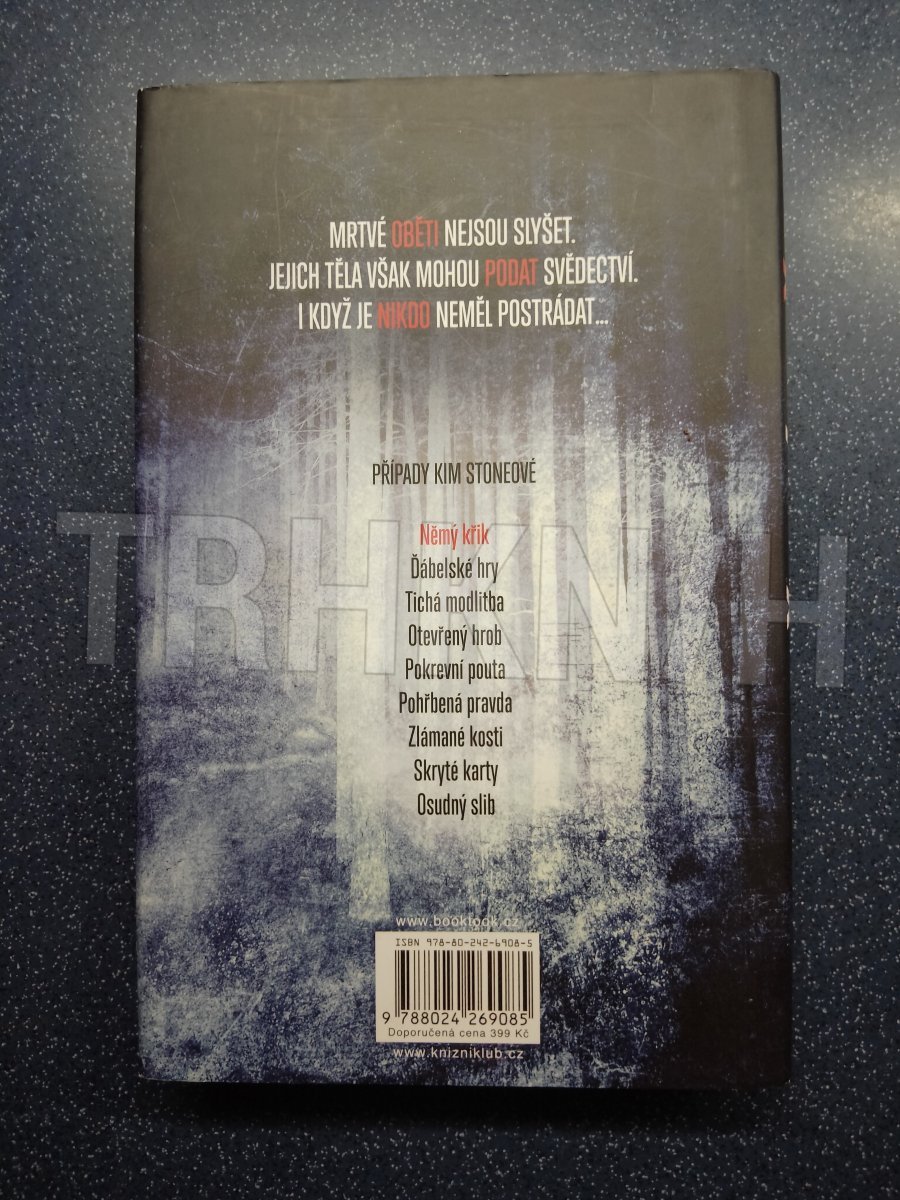 MRTVÉ OBĚTI NEJSOU SLYŠET.
JEJICH TĚLA VŠAK MOHOU PODAT SVĚDECTVÍ.
I KDYŽ JE NIKDO NEMĚL POSTRÁDAT...
PŘÍPADY KIM STONEOVÉ
TRHKNIH
Němý křik
Ďábelské hry
Tichá modlitba
Otevřený hrob
Pokrevní pouta
Pohřbená pravda
Zlámané kosti
Skryté karty
Osudný slib
www.booktook.cz
ISBN 978-80-242-6908-5
9 788024 269085
Doporučená cena 399 Kč
www.knizniklub.cz